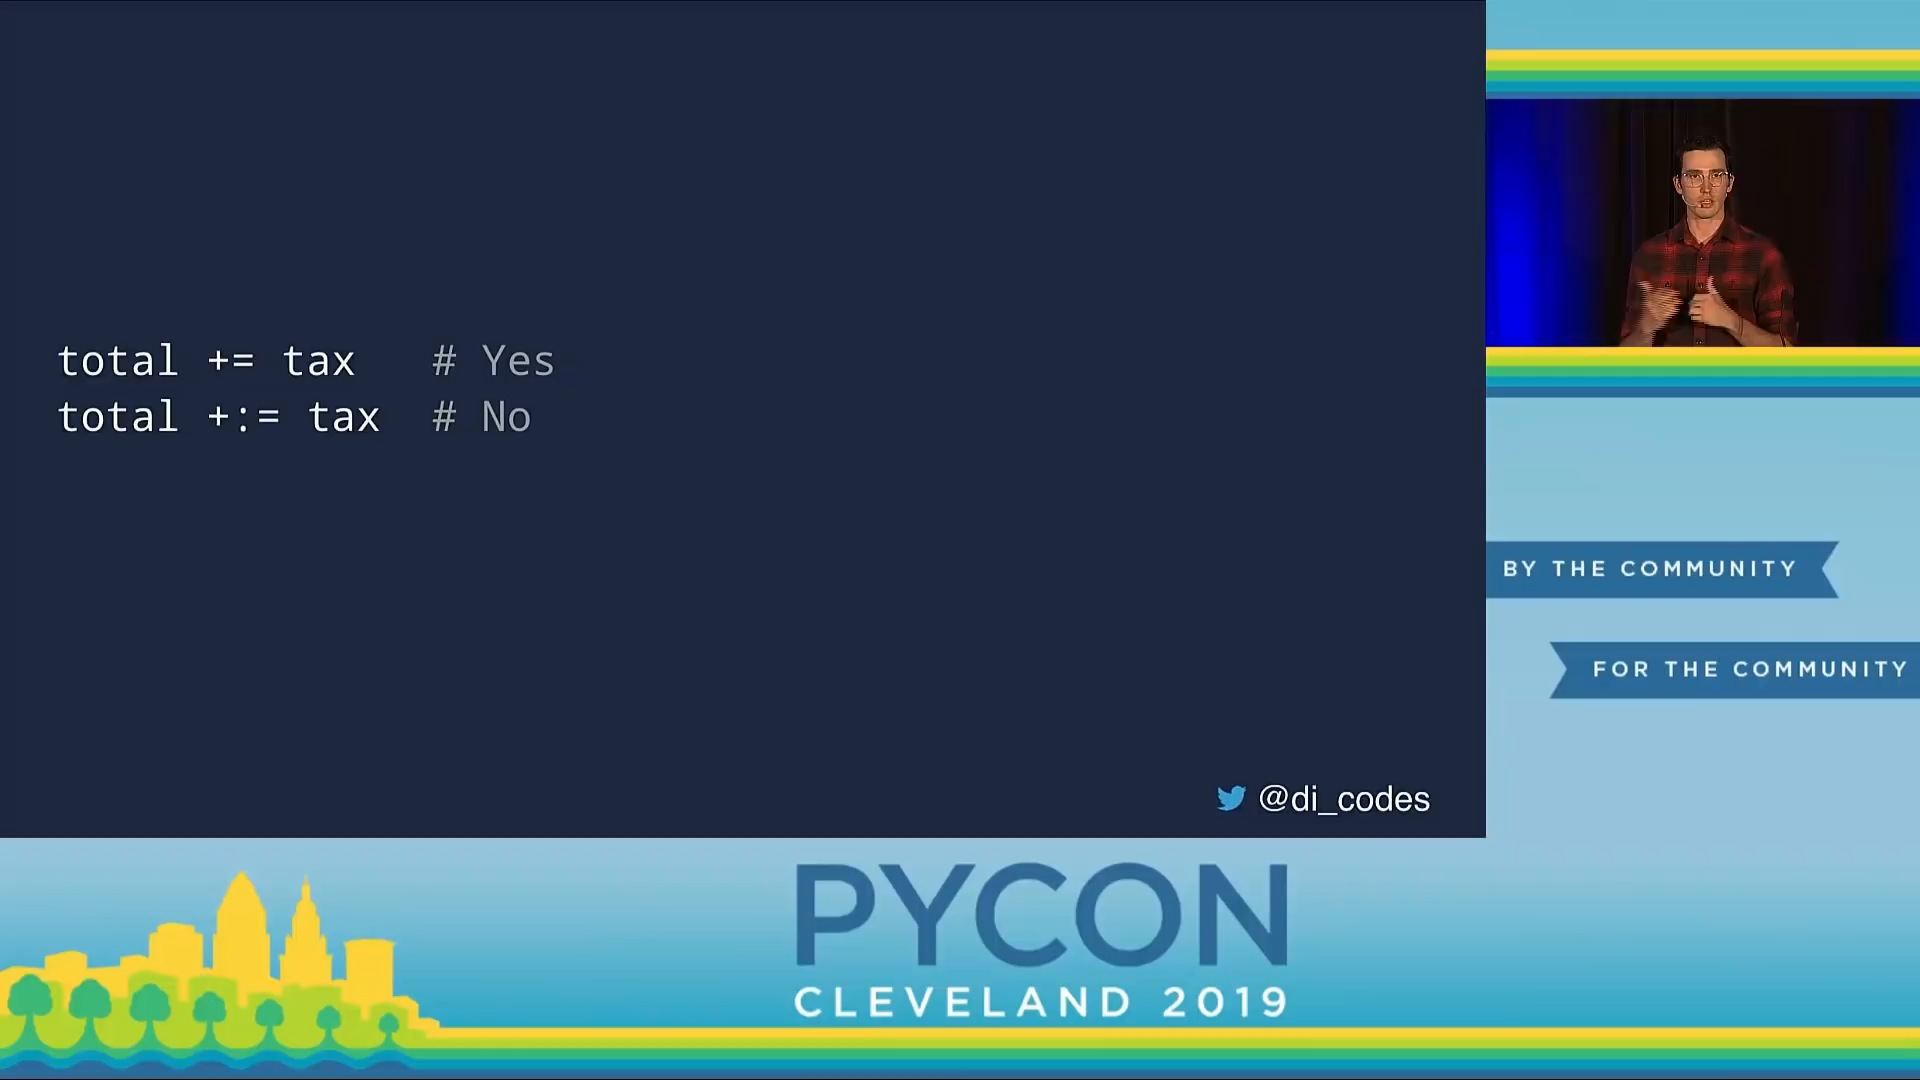 total += tax   # Yes
total +:= tax  # No
@di_codes
BY THE COMMUNITY
FOR THE COMMUNITY
PYCON
CLEVELAND 2019